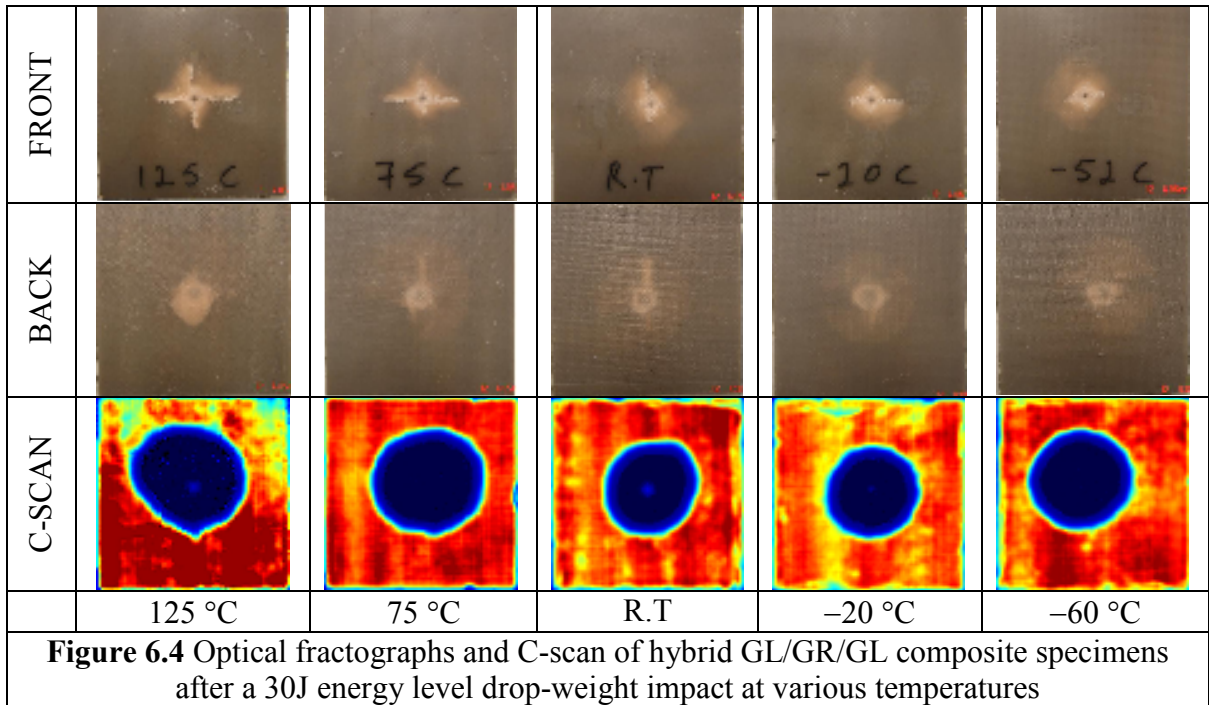 FRONT
125 C
75 C
R.T
-20 C
-52 C
BACK
C-SCAN
125 °C
75 °C
R.T
−20 °C
−60 °C
Figure 6.4 Optical fractographs and C-scan of hybrid GL/GR/GL composite specimens
after a 30J energy level drop-weight impact at various temperatures